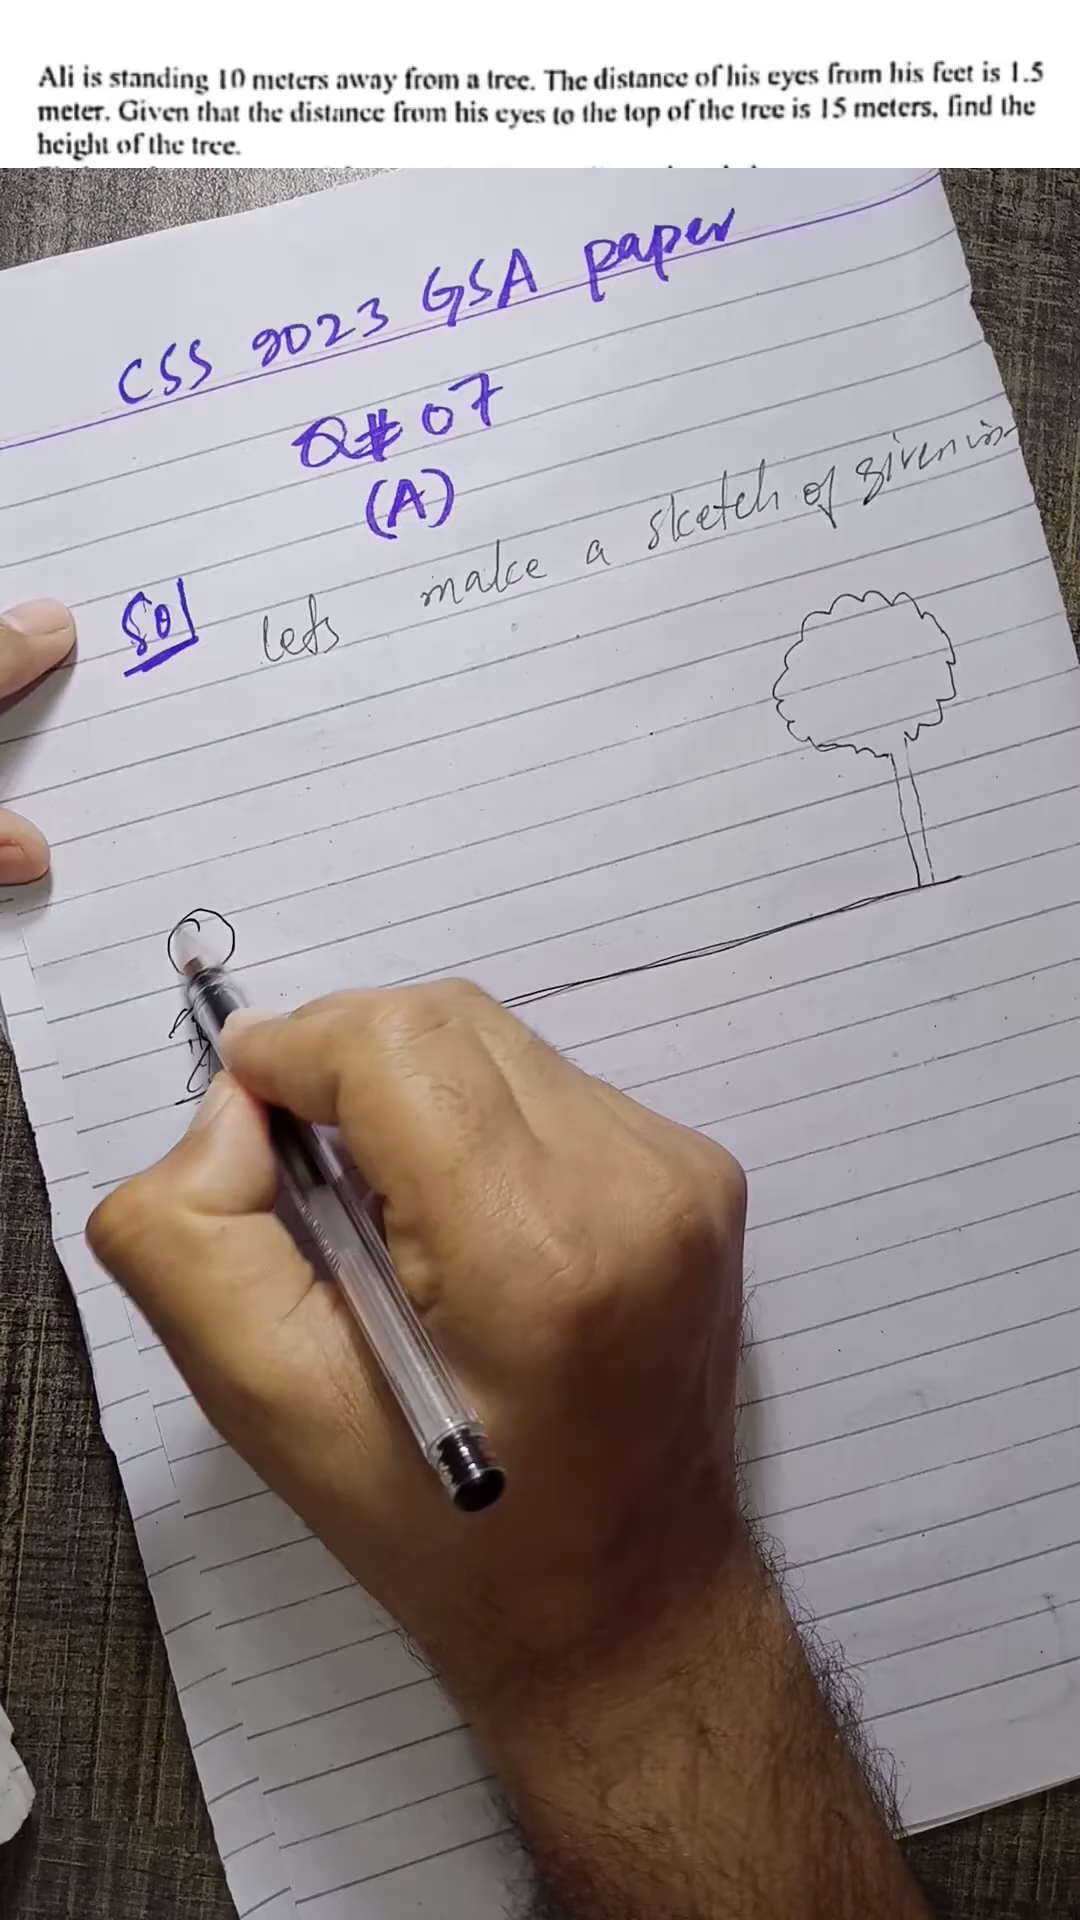 Ali is standing 10 meters away from a tree. The distance of his eyes from his feet is 1.5
meter. Given that the distance from his eyes to the top of the tree is 15 meters, find the
height of the tree.
CSS 2023 GSA paper
Q# 07
(A)
Sol lets make a sketch of given